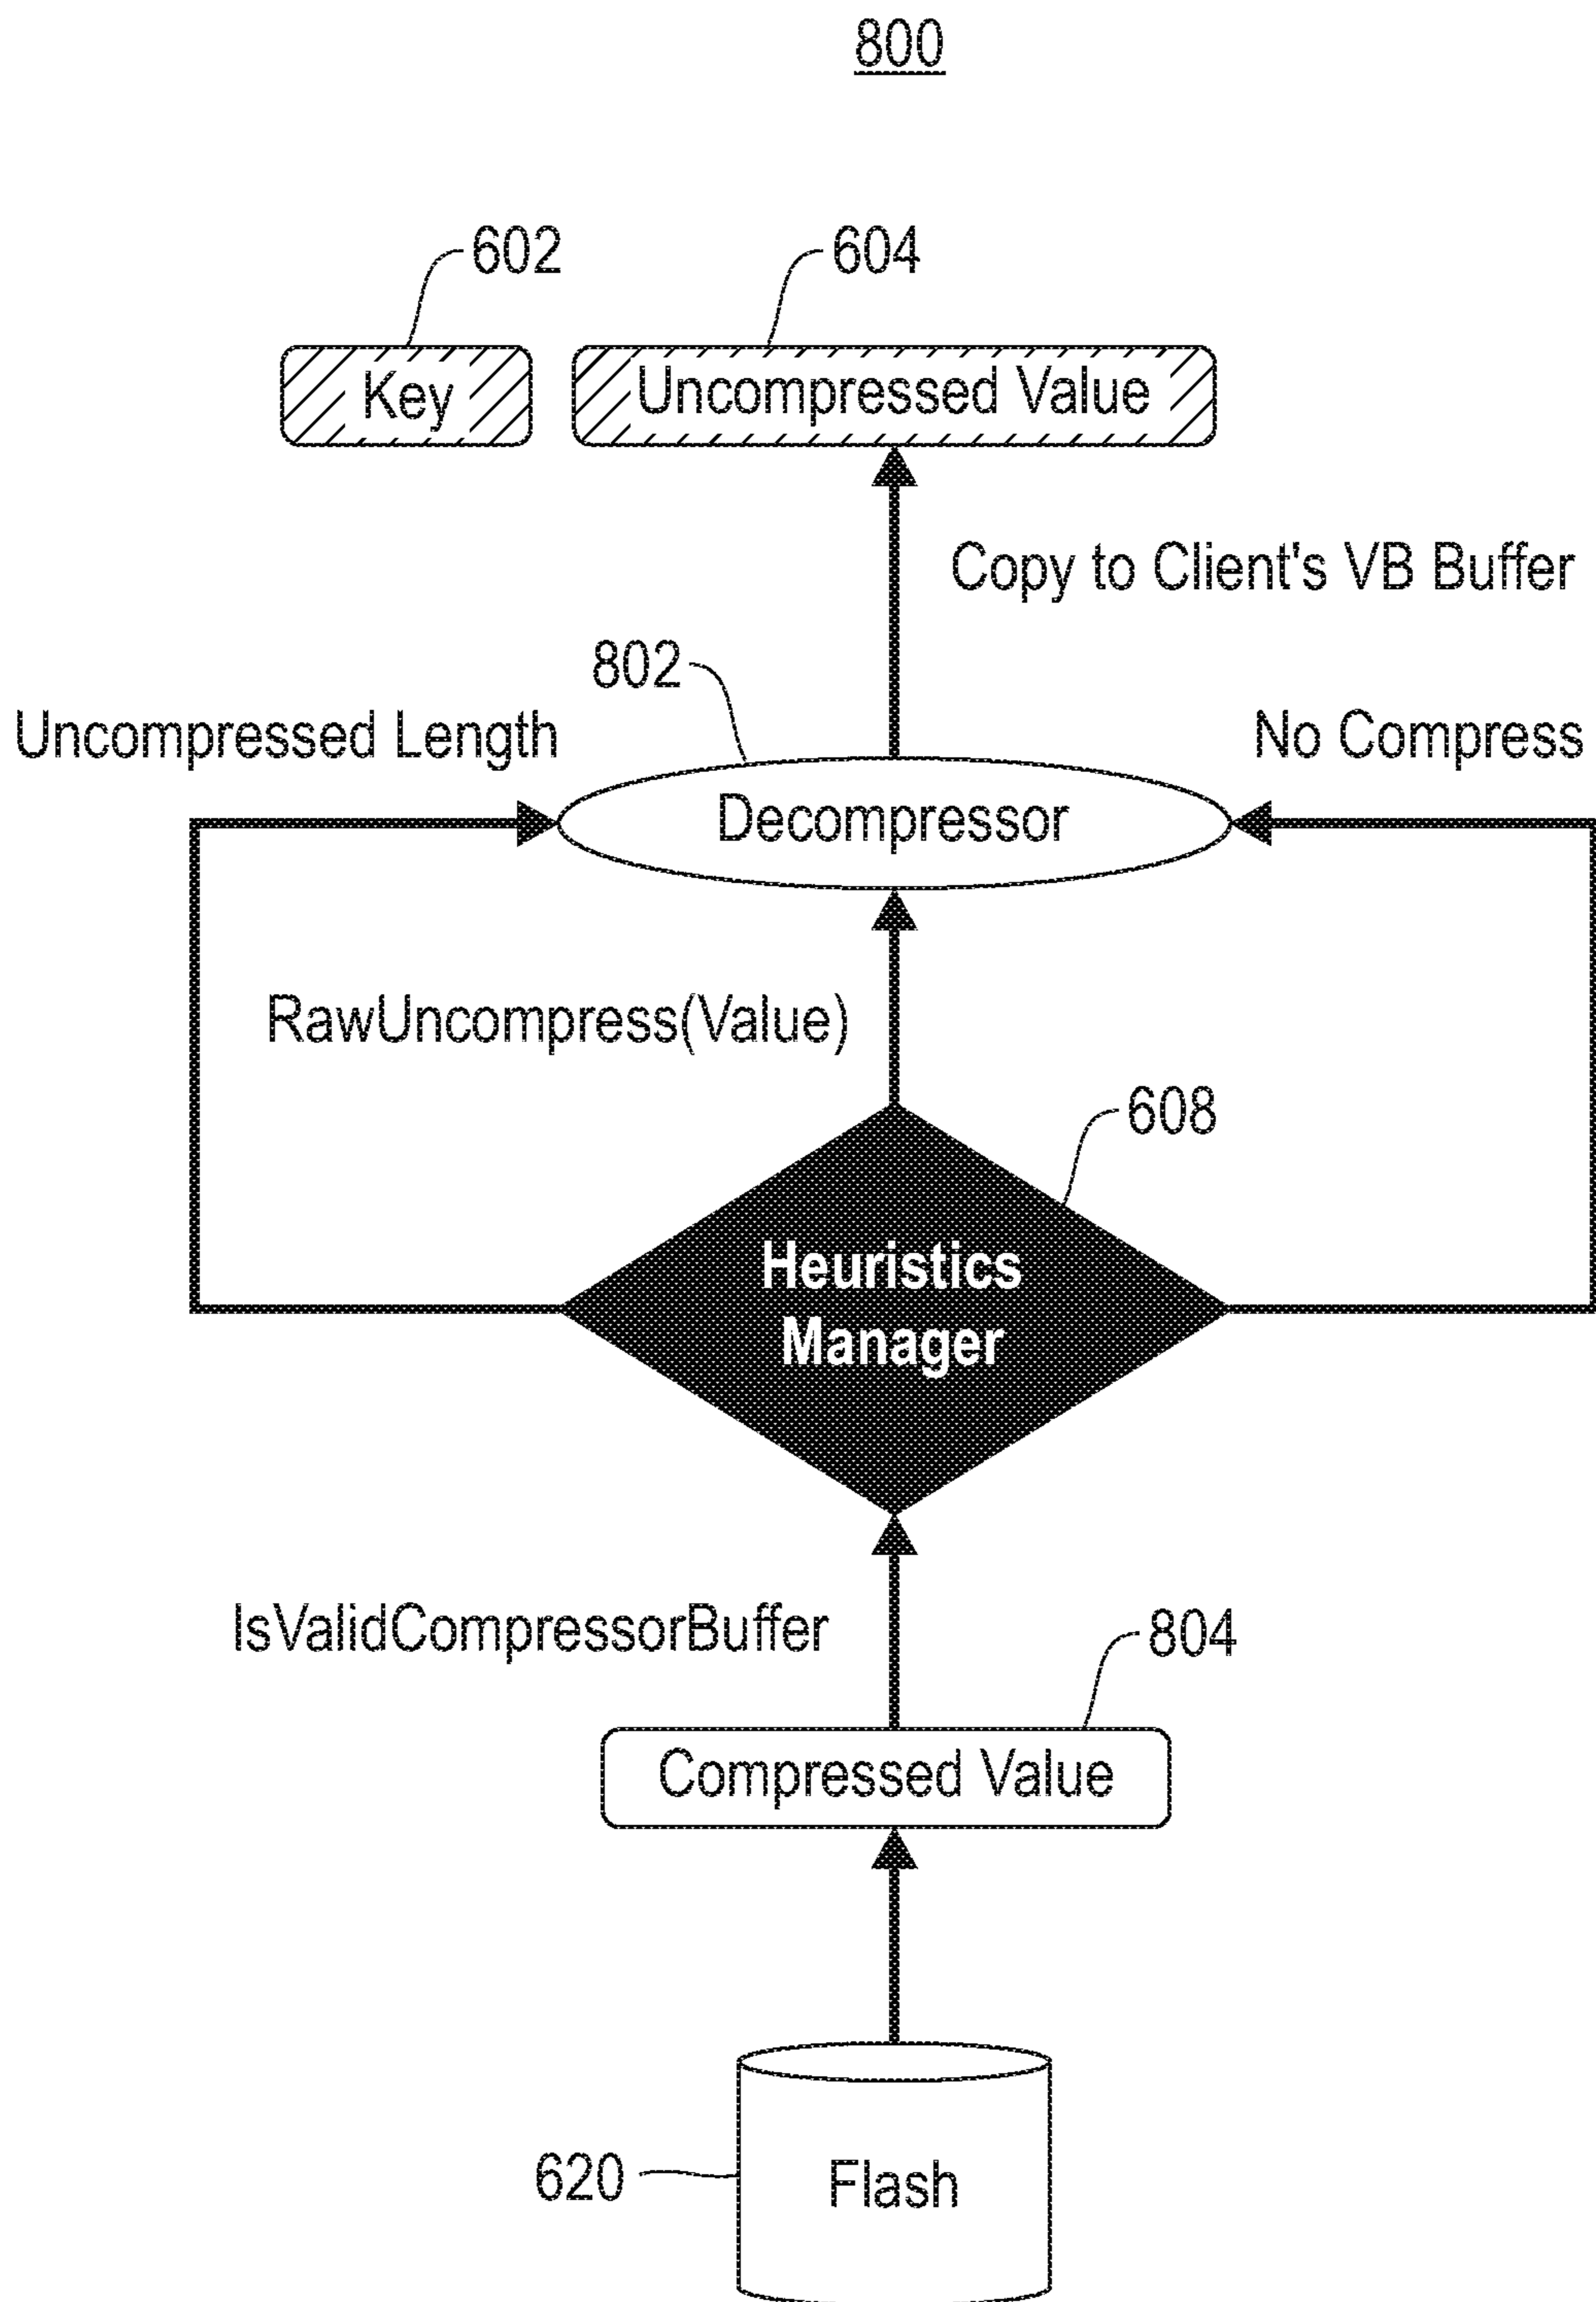 800
602
604
Key
Uncompressed Value
Copy to Client's VB Buffer
802
Uncompressed Length
No Compress
Decompressor
RawUncompress(Value)
608
Heuristics
Manager
IsValidCompressorBuffer
804
Compressed Value
620
Flash